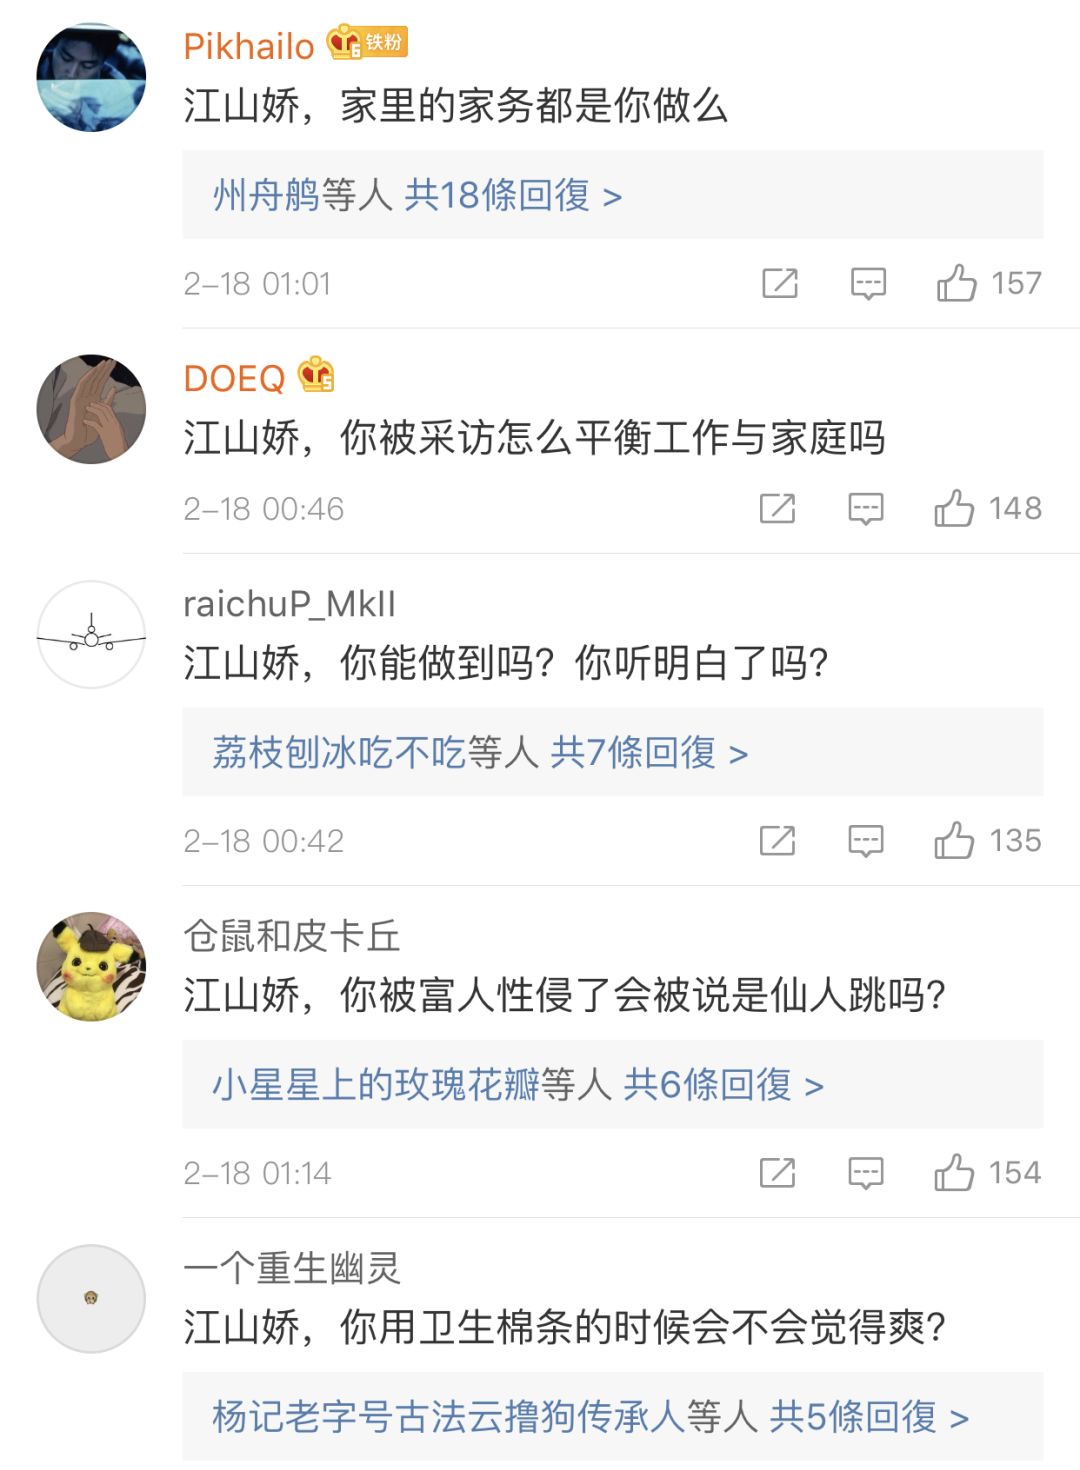 Pikhailo 6 铁粉
江山娇，家里的家务都是你做么
州舟鸼等人 共18條回復 >
2-18 01:01 157
DOEQ 5
江山娇，你被采访怎么平衡工作与家庭吗
2-18 00:46 148
raichuP_MkII
江山娇，你能做到吗？你听明白了吗？
荔枝刨冰吃不吃等人 共7條回復 >
2-18 00:42 135
仓鼠和皮卡丘
江山娇，你被富人性侵了会被说是仙人跳吗？
小星星上的玫瑰花瓣等人 共6條回復 >
2-18 01:14 154
一个重生幽灵
江山娇，你用卫生棉条的时候会不会觉得爽？
杨记老字号古法云撸狗传承人等人 共5條回復 >